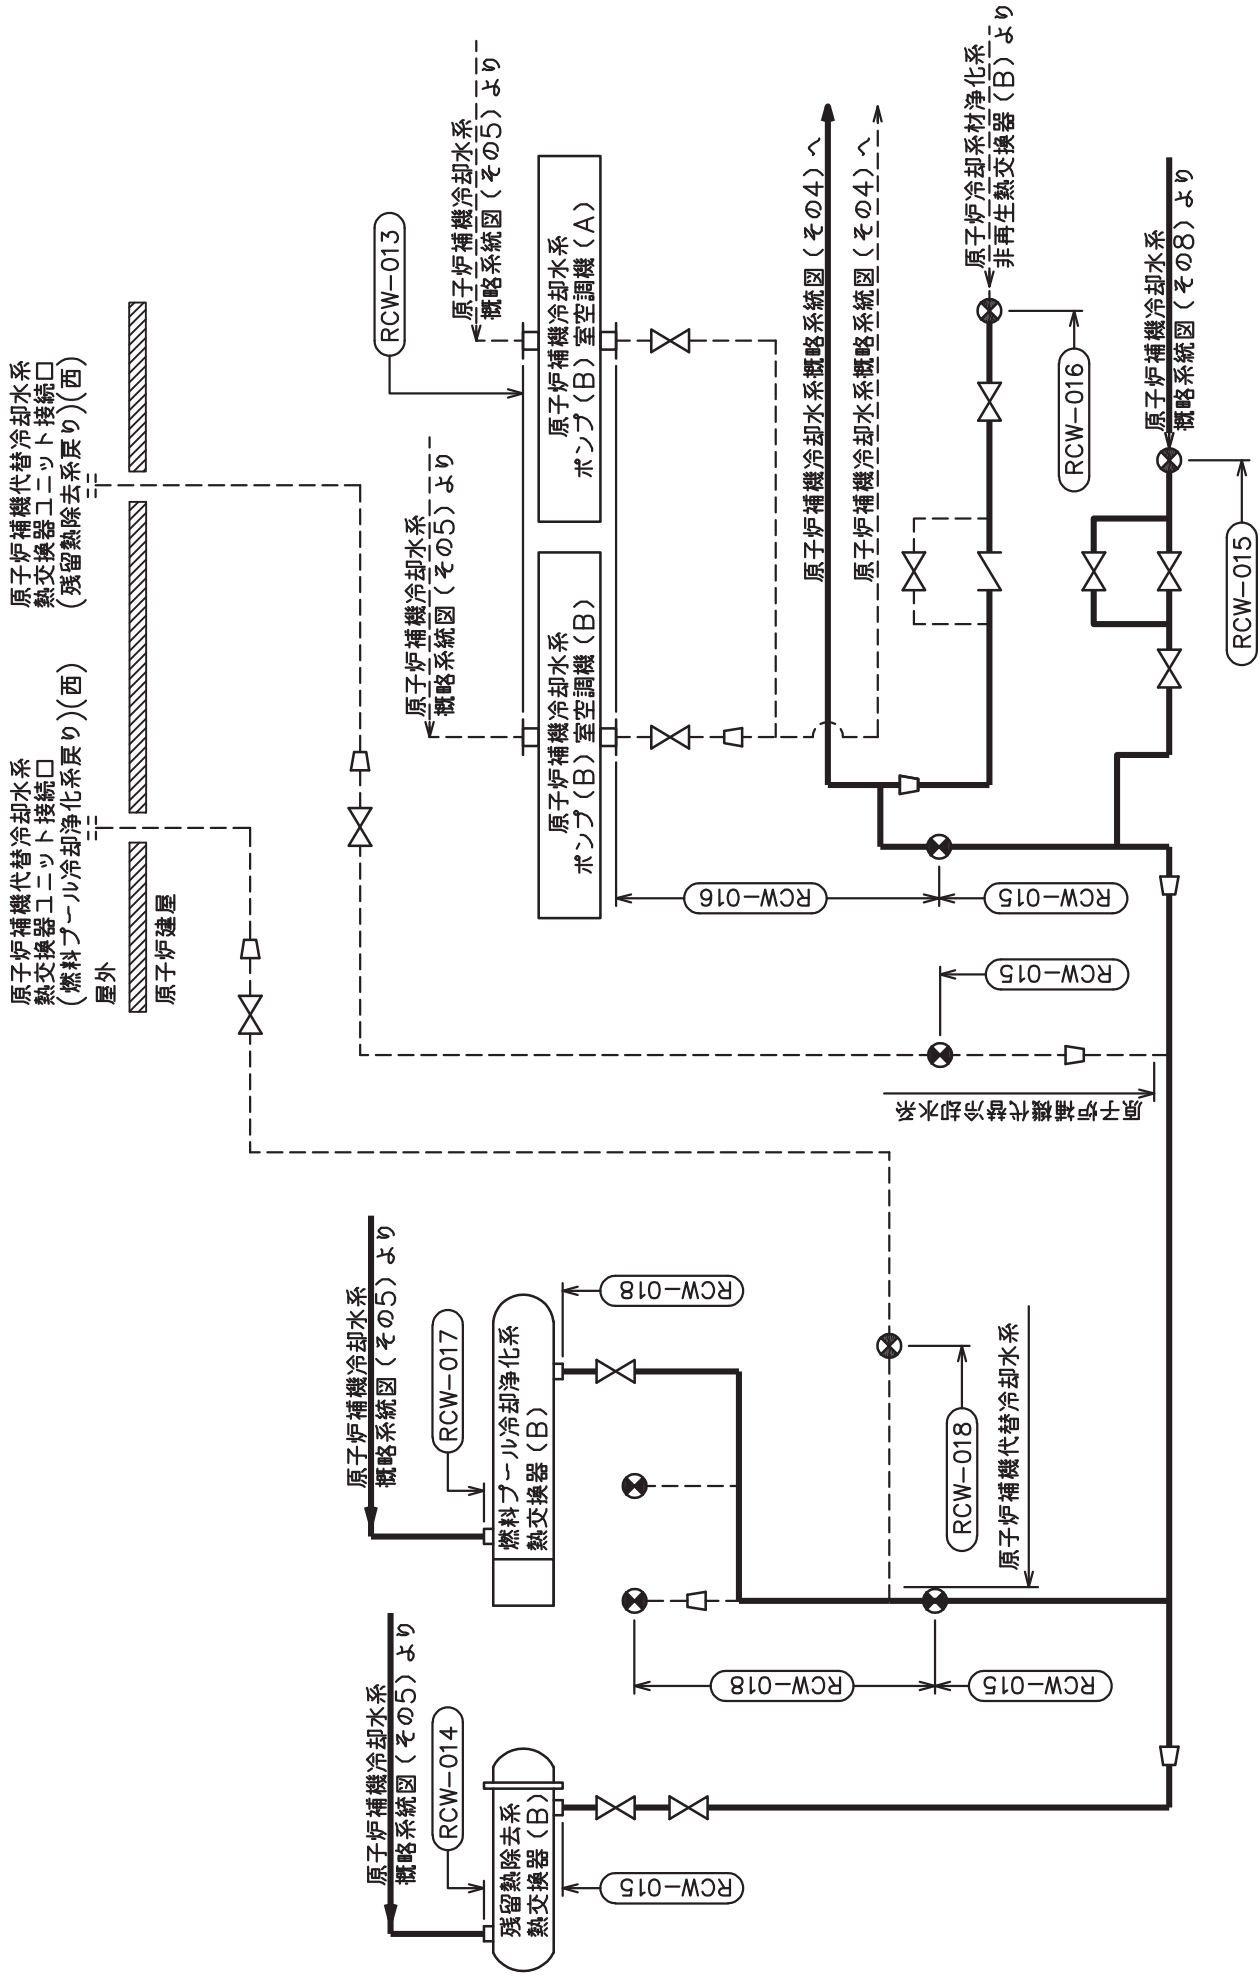 原子炉補機代替冷却水系
熱交換器ユニット接続口
(燃料プール冷却浄化系戻り)(西)
原子炉補機代替冷却水系
熱交換器ユニット接続口
(残留熱除去系戻り)(西)
屋外
原子炉建屋
原子炉補機冷却水系
概略系統図(その5)より
RCW-014
残留熱除去系
熱交換器(B)
RCW-015
原子炉補機冷却水系
概略系統図(その5)より
RCW-017
燃料プール冷却浄化系
熱交換器(B)
RCW-018
RCW-018
RCW-015
RCW-018
原子炉補機代替冷却水系
原子炉補機代替冷却水系
RCW-015
RCW-016
RCW-015
原子炉補機冷却水系
概略系統図(その5)より
原子炉補機冷却水系
ポンプ(B)室空調機(B)
RCW-013
原子炉補機冷却水系
概略系統図(その5)より
原子炉補機冷却水系
ポンプ(B)室空調機(A)
原子炉補機冷却水系概略系統図(その4)へ
原子炉補機冷却水系概略系統図(その4)へ
原子炉冷却系材浄化系
非再生熱交換器(B)より
RCW-016
原子炉補機冷却水系
概略系統図(その8)より
RCW-015